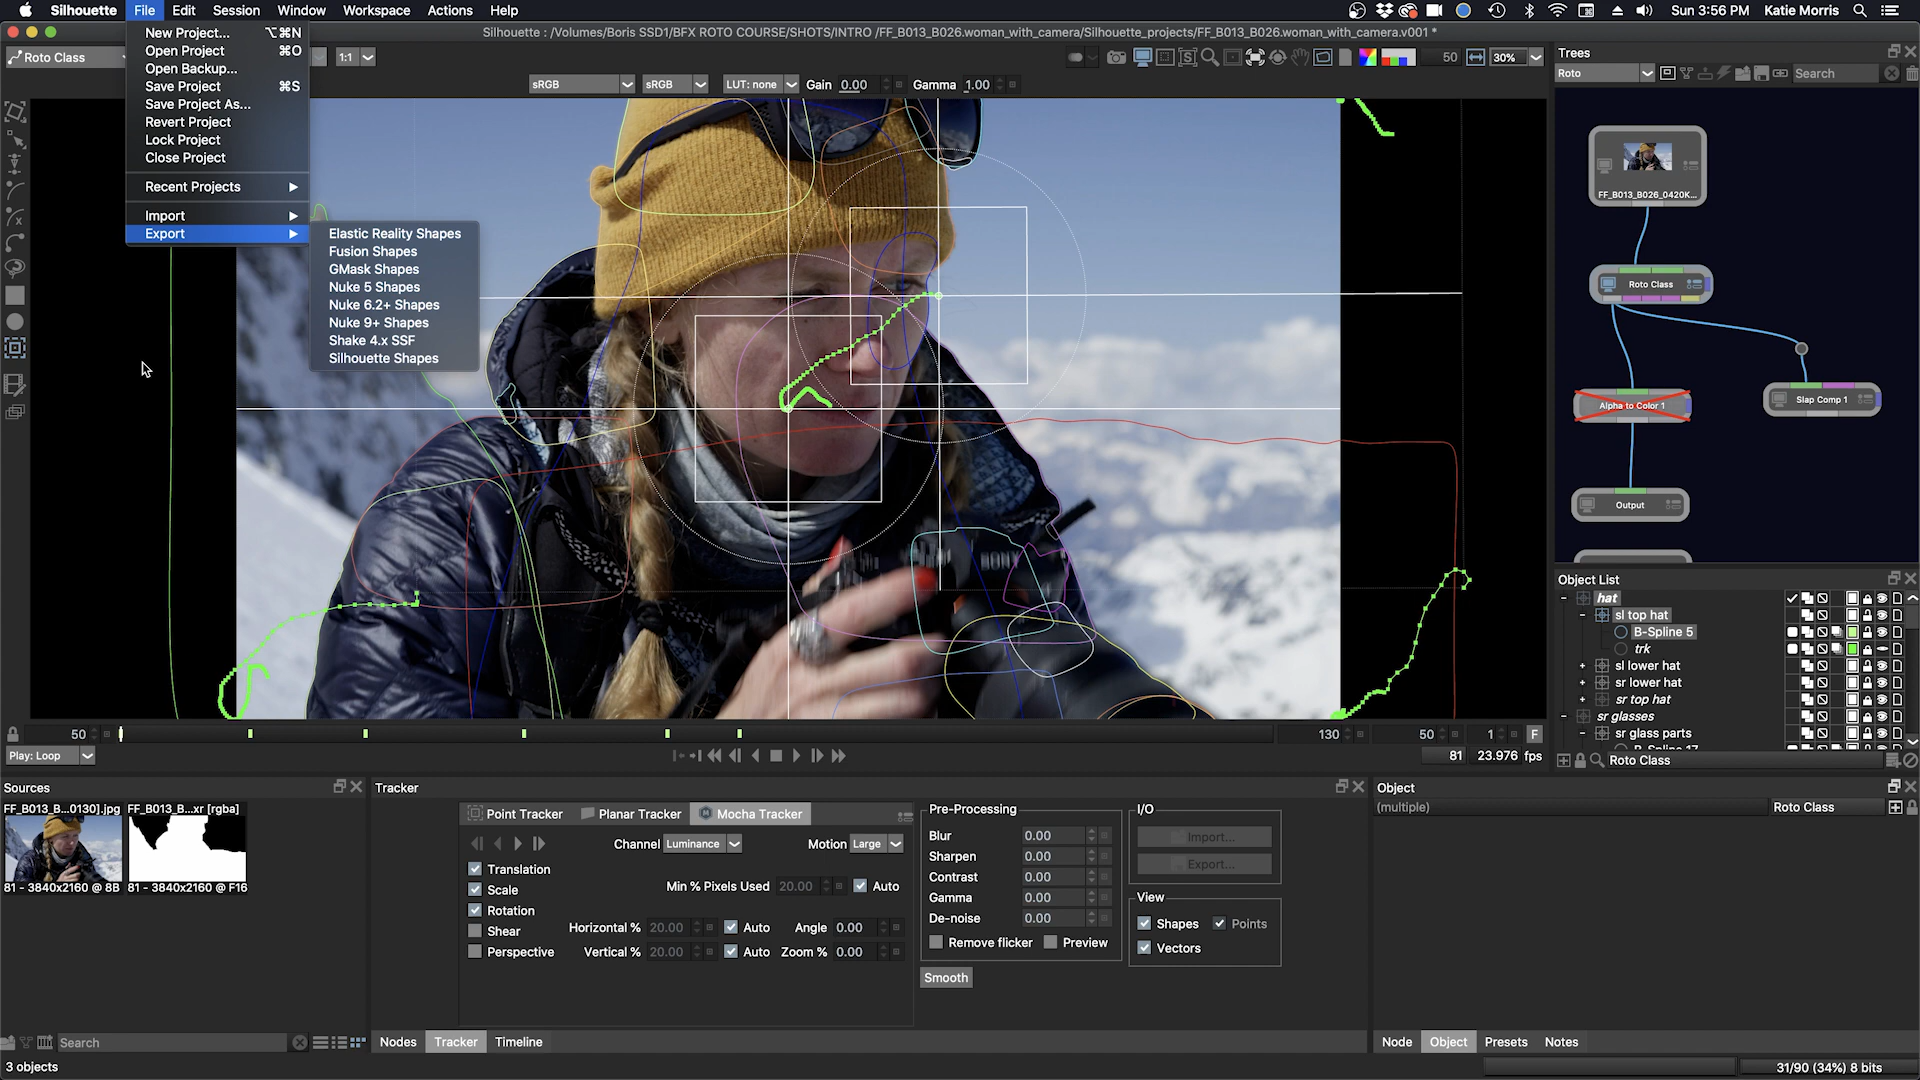 Silhouette File Edit Session Window Workspace Actions Help Sun 3:56 PM Katie Morris
Silhouette : /Volumes/Boris SSD1/BFX ROTO COURSE/SHOTS/INTRO /FF_B013_B026.woman_with_camera/Silhouette_projects/FF_B013_B026.woman_with_camera.v001 *
Roto Class
1:1
50
30%
sRGB
sRGB
LUT: none
Gain 0.00
Gamma 1.00
New Project... ⌥⌘N
Open Project ⌘O
Open Backup...
Save Project ⌘S
Save Project As...
Revert Project
Lock Project
Close Project
Recent Projects
Import
Export
Elastic Reality Shapes
Fusion Shapes
GMask Shapes
Nuke 5 Shapes
Nuke 6.2+ Shapes
Nuke 9+ Shapes
Shake 4.x SSF
Silhouette Shapes
SONY
Trees
Roto
Search
FF_B013_B026_0420K...
Roto Class
Alpha to Color 1
Slap Comp 1
Output
Object List
hat
sl top hat
B-Spline 5
trk
sl lower hat
sr lower hat
sr top hat
sr glasses
sr glass parts
B-Spline 17
Roto Class
50
130
50
1
F
Play: Loop
81
23.976 fps
Sources
FF_B013_B...0130].jpg
FF_B013_B...xr [rgba]
81 - 3840x2160 @ 8B
81 - 3840x2160 @ F16
Search
3 objects
Tracker
Point Tracker
Planar Tracker
Mocha Tracker
Channel Luminance
Motion Large
Translation
Scale
Rotation
Shear
Perspective
Min % Pixels Used 20.00 Auto
Horizontal % 20.00 Auto Angle 0.00
Vertical % 20.00 Auto Zoom % 0.00
Pre-Processing
Blur 0.00
Sharpen 0.00
Contrast 0.00
Gamma 0.00
De-noise 0.00
Remove flicker Preview
Smooth
I/O
Import...
Export...
View
Shapes Points
Vectors
Nodes Tracker Timeline
Object
(multiple)
Roto Class
Node Object Presets Notes
31/90 (34%) 8 bits